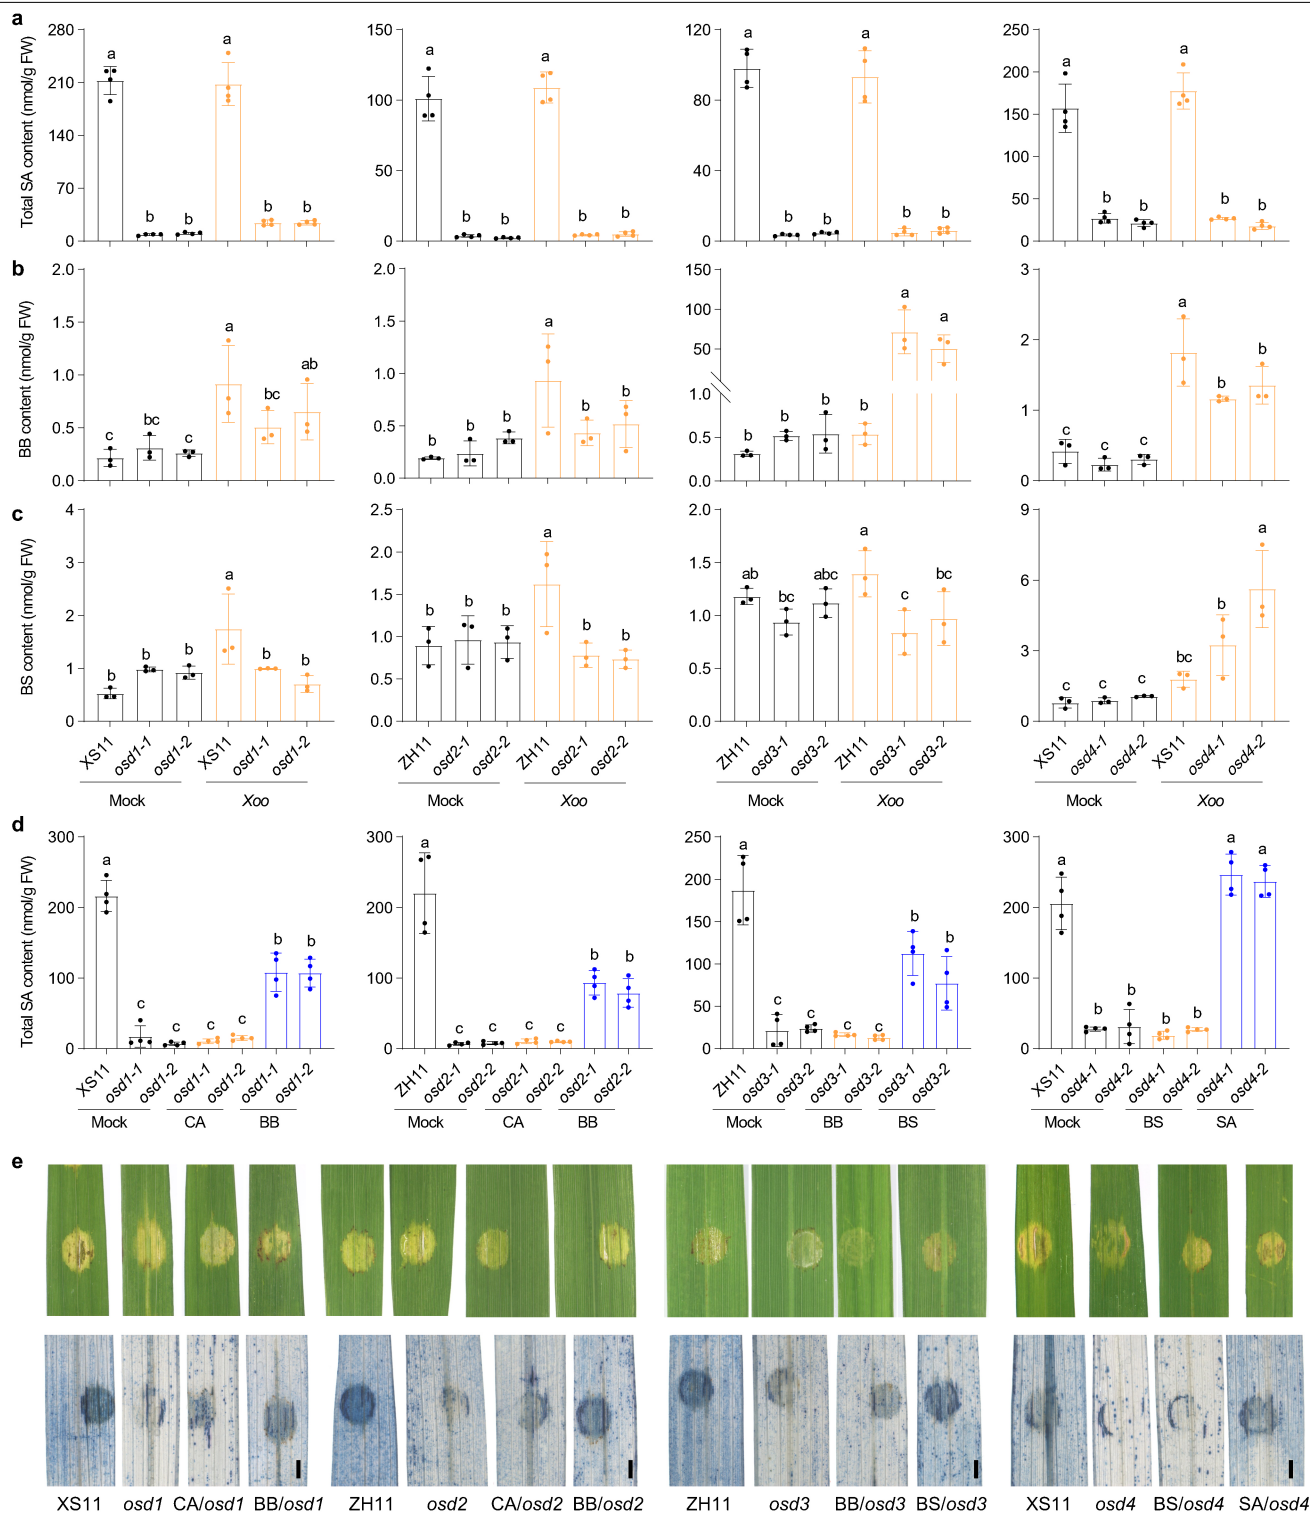 a
Total SA content (nmol/g FW)
280
210
140
70
0
a b b a b b
150
100
50
0
a b b a b b
120
80
40
0
a b b a b b
250
200
150
100
50
0
a b b a b b
b
BB content (nmol/g FW)
2.0
1.5
1.0
0.5
0.0
c bc c a bc ab
2.0
1.5
1.0
0.5
0.0
b b b a b b
150
100
50
1.0
0.5
0.0
b b b b a a
3
2
1
0
c c c a b b
c
BS content (nmol/g FW)
4
3
2
1
0
b b b a b b
2.5
2.0
1.5
1.0
0.5
0.0
b b b a b b
2.0
1.5
1.0
0.5
0.0
ab bc abc a c bc
9
6
3
0
c c c bc b a
XS11 osd1-1 osd1-2 XS11 osd1-1 osd1-2
Mock Xoo
ZH11 osd2-1 osd2-2 ZH11 osd2-1 osd2-2
Mock Xoo
ZH11 osd3-1 osd3-2 ZH11 osd3-1 osd3-2
Mock Xoo
XS11 osd4-1 osd4-2 XS11 osd4-1 osd4-2
Mock Xoo
d
Total SA content (nmol/g FW)
300
200
100
0
a c c c c b b
XS11 osd1-1 osd1-2 osd1-1 osd1-2 osd1-1 osd1-2
Mock CA BB
300
200
100
0
a c c c c b b
ZH11 osd2-1 osd2-2 osd2-1 osd2-2 osd2-1 osd2-2
Mock CA BB
250
200
150
100
50
0
a c c c c b b
ZH11 osd3-1 osd3-2 osd3-1 osd3-2 osd3-1 osd3-2
Mock BB BS
300
200
100
0
a b b b b a a
XS11 osd4-1 osd4-2 osd4-1 osd4-2 osd4-1 osd4-2
Mock BS SA
e
XS11 osd1 CA/osd1 BB/osd1 ZH11 osd2 CA/osd2 BB/osd2 ZH11 osd3 BB/osd3 BS/osd3 XS11 osd4 BS/osd4 SA/osd4